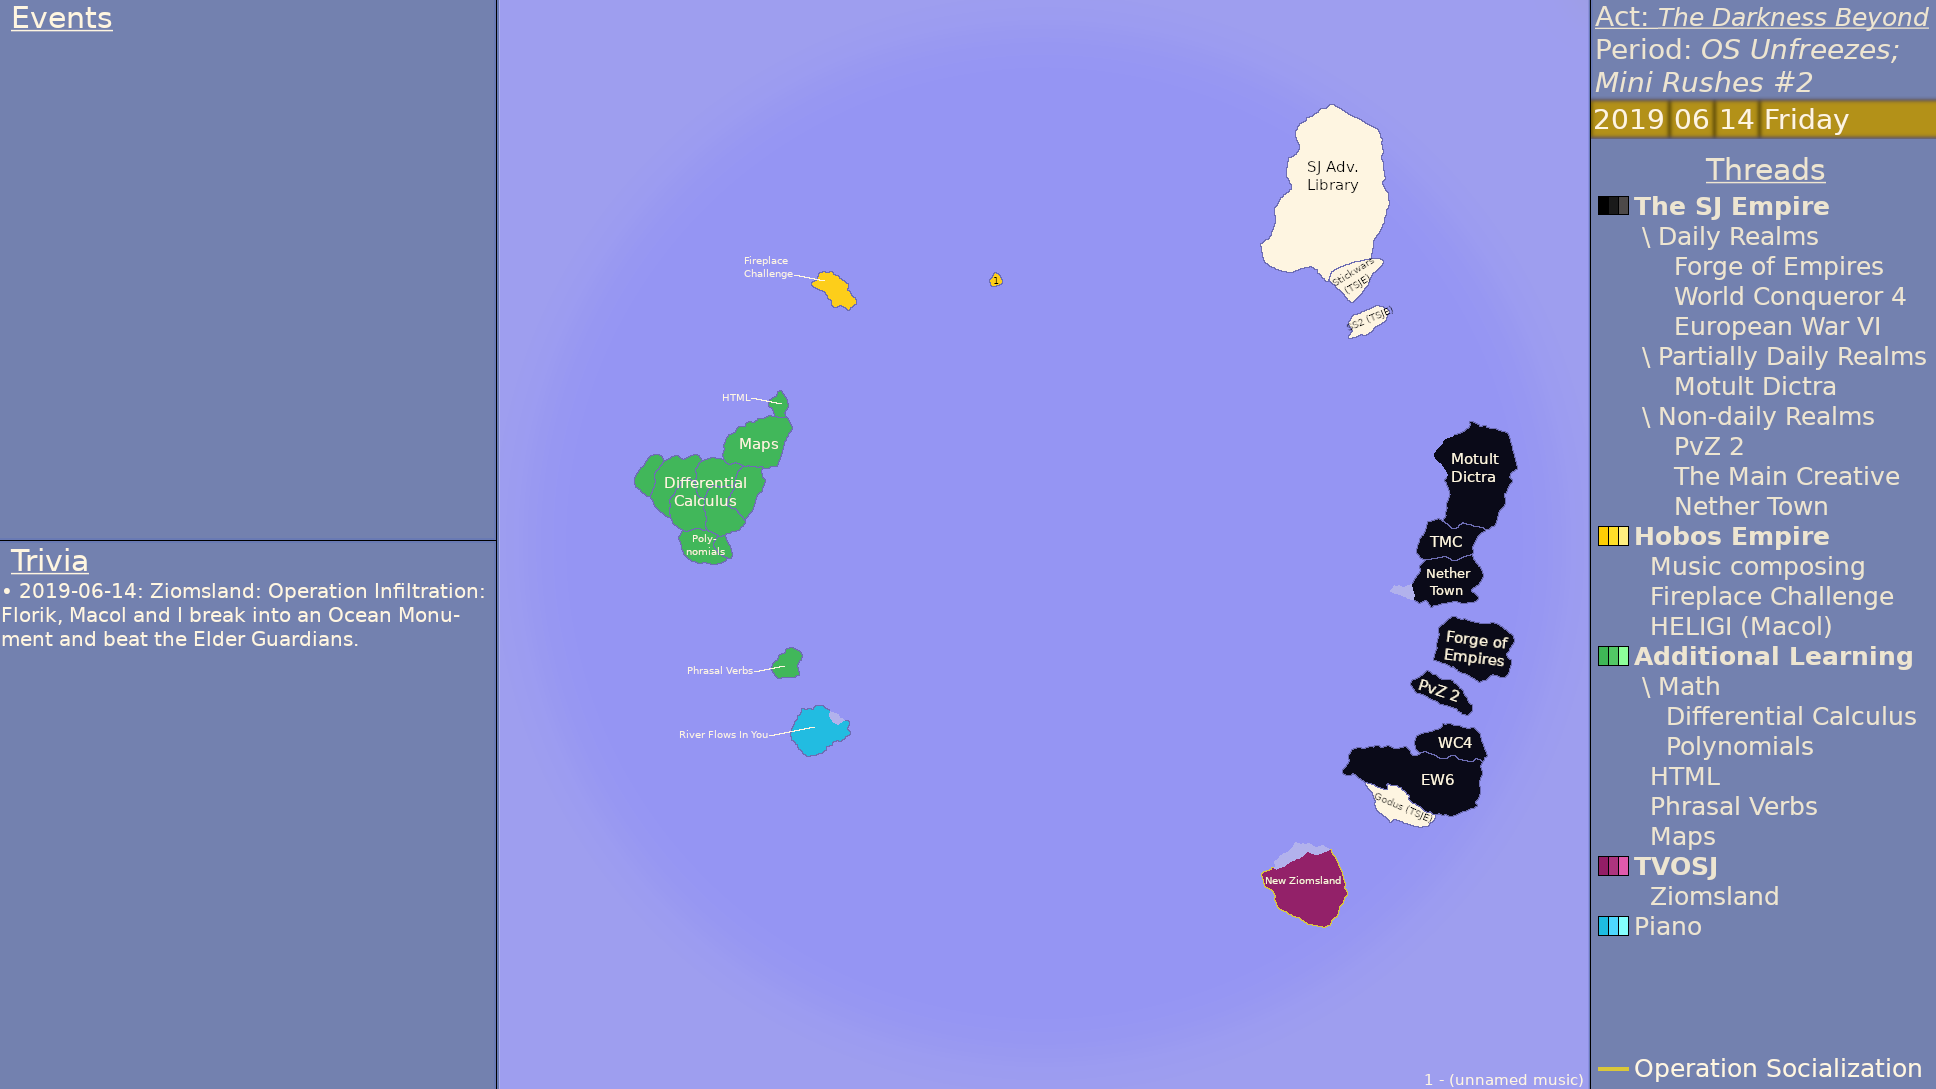 Events
Trivia
• 2019-06-14: Ziomsland: Operation Infiltration:
Florik, Macol and I break into an Ocean Monu-
ment and beat the Elder Guardians.
SJ Adv.
Library
Stickwars
(TSJE)
SS2 (TSJE)
Fireplace
Challenge
1
HTML
Maps
Differential
Calculus
Poly-
nomials
Motult
Dictra
TMC
Nether
Town
Forge of
Empires
PvZ 2
Phrasal Verbs
River Flows In You
WC4
EW6
Godus (TSJE)
New Ziomsland
1 - (unnamed music)
Act: The Darkness Beyond
Period: OS Unfreezes;
Mini Rushes #2
2019 06 14 Friday
Threads
The SJ Empire
\ Daily Realms
Forge of Empires
World Conqueror 4
European War VI
\ Partially Daily Realms
Motult Dictra
\ Non-daily Realms
PvZ 2
The Main Creative
Nether Town
Hobos Empire
Music composing
Fireplace Challenge
HELIGI (Macol)
Additional Learning
\ Math
Differential Calculus
Polynomials
HTML
Phrasal Verbs
Maps
TVOSJ
Ziomsland
Piano
Operation Socialization